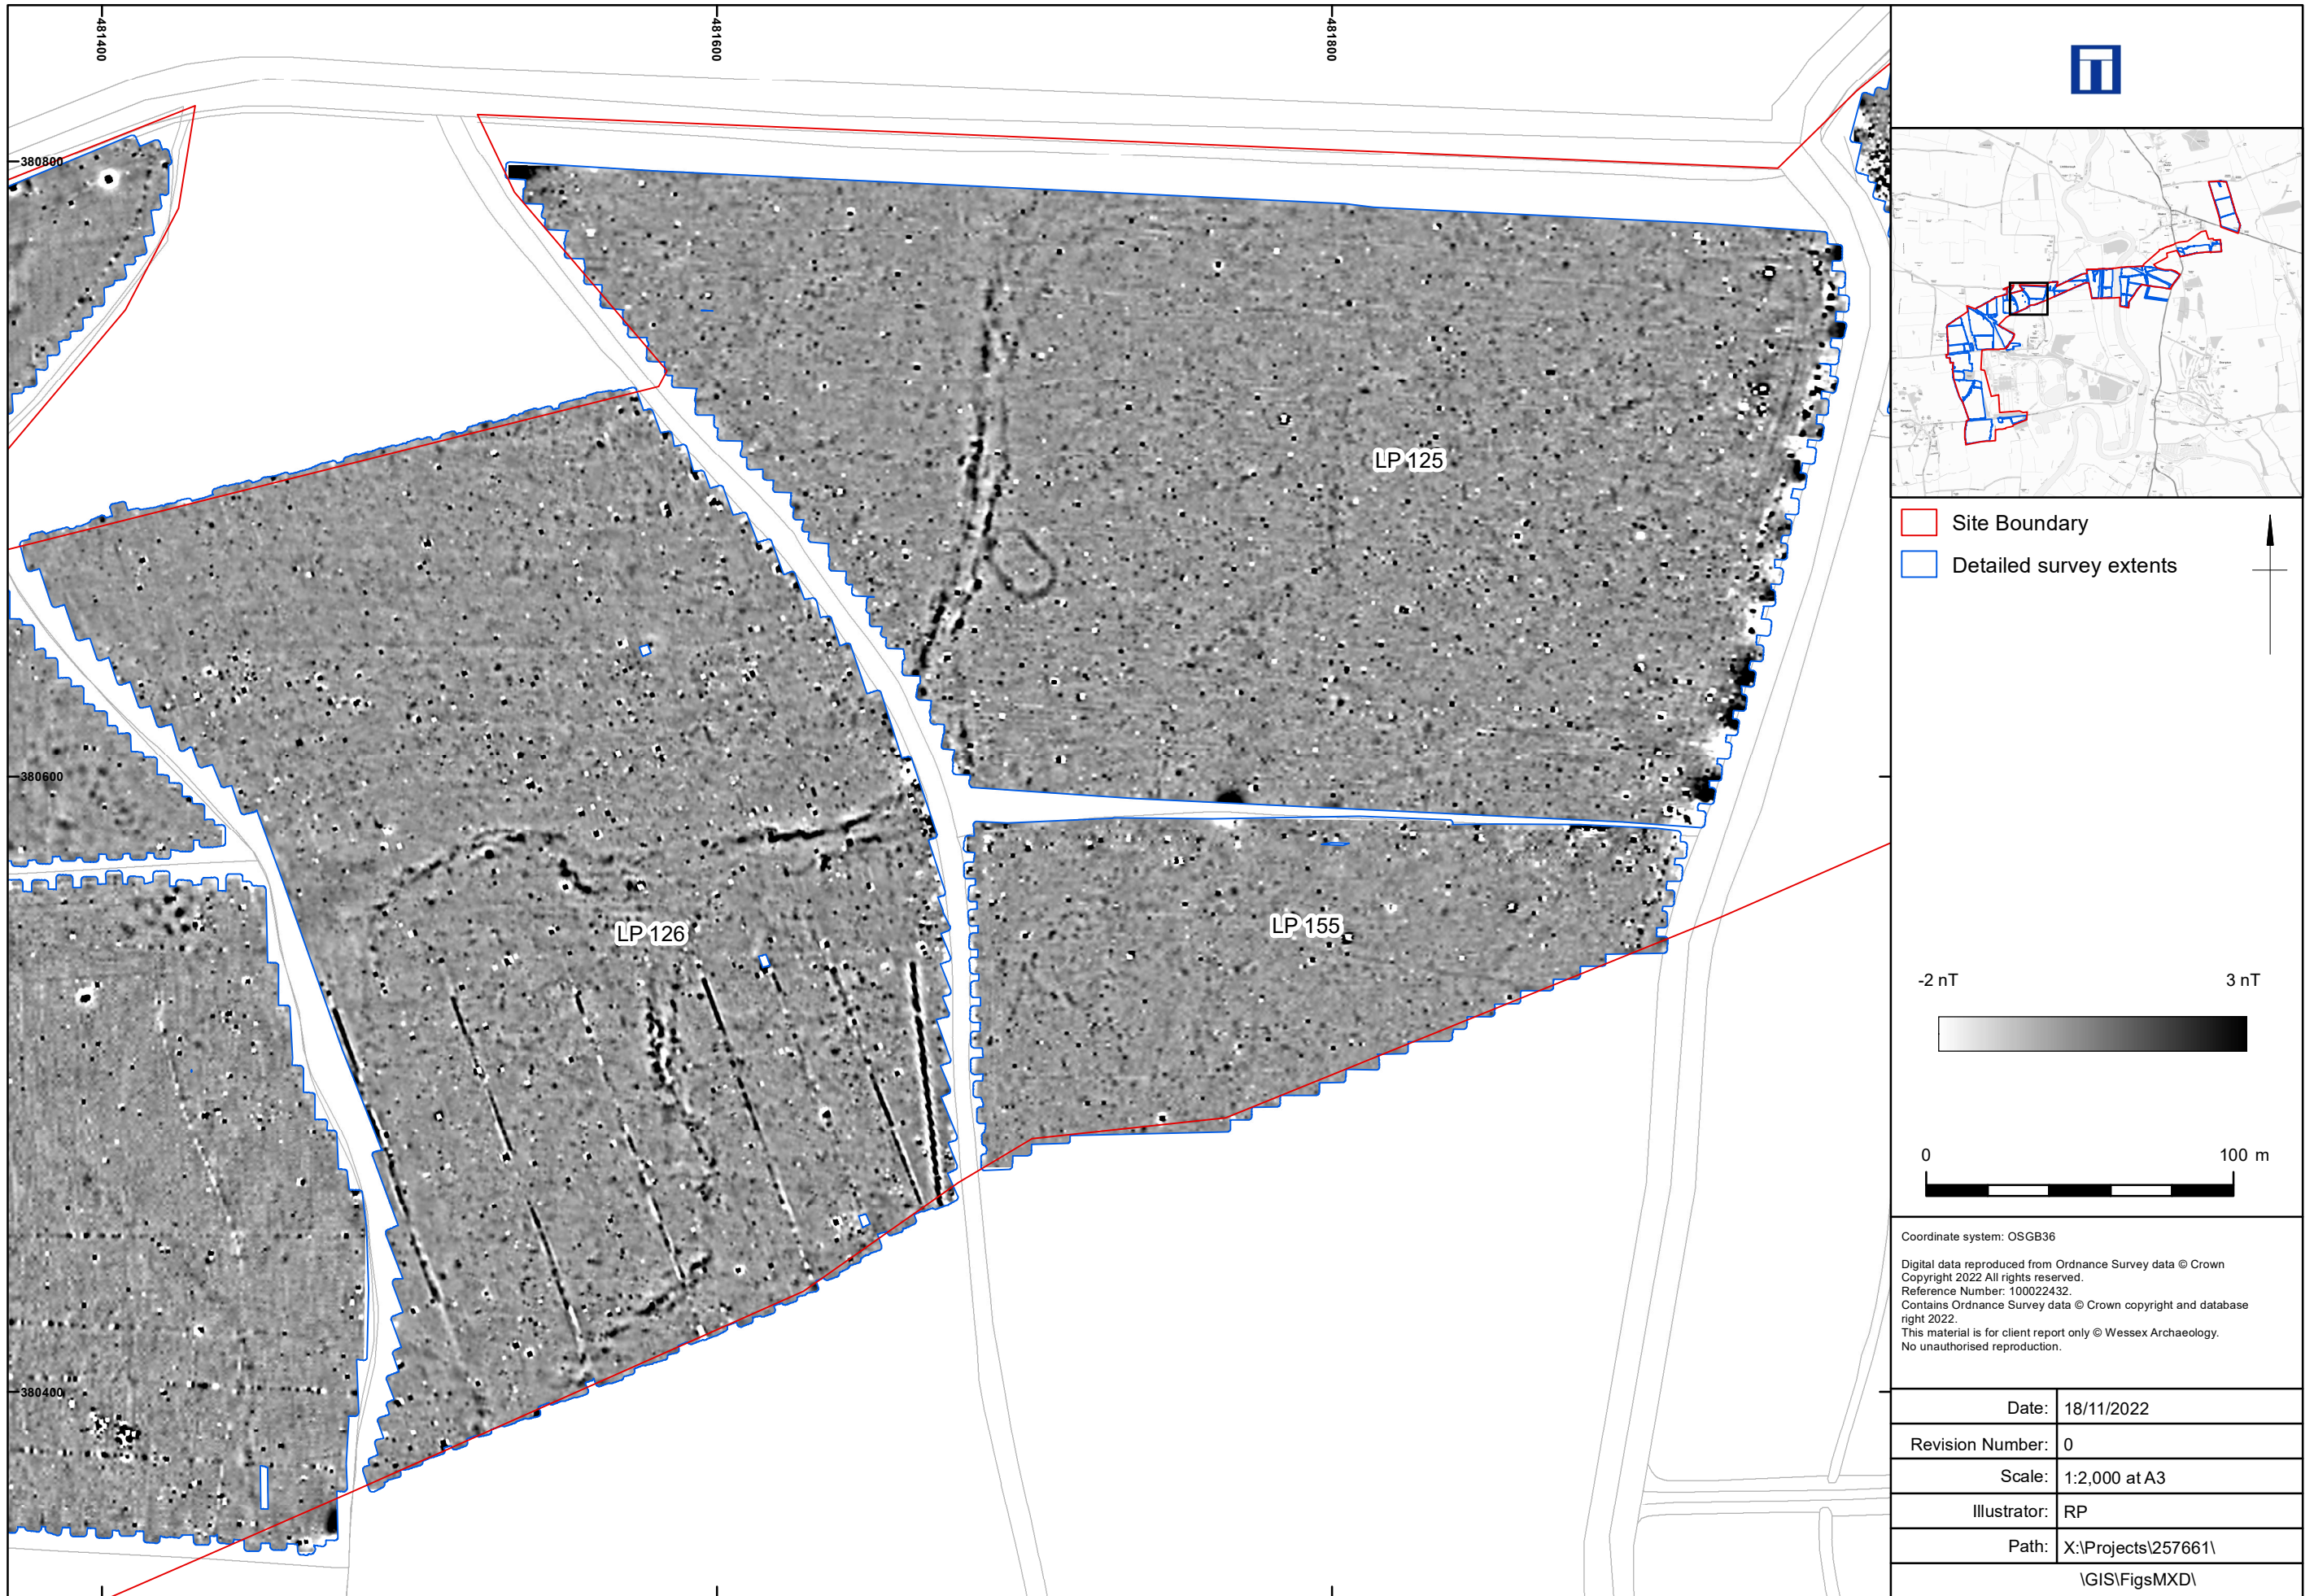 481400
481600
481800
380800
380600
380400
LP 125
LP 126
LP 155
Site Boundary
Detailed survey extents
-2 nT 3 nT
0 100 m
Coordinate system: OSGB36
Digital data reproduced from Ordnance Survey data © Crown
Copyright 2022 All rights reserved.
Reference Number: 100022432.
Contains Ordnance Survey data © Crown copyright and database
right 2022.
This material is for client report only © Wessex Archaeology.
No unauthorised reproduction.
Date: 18/11/2022
Revision Number: 0
Scale: 1:2,000 at A3
Illustrator: RP
Path: X:\Projects\257661\
\GIS\FigsMXD\